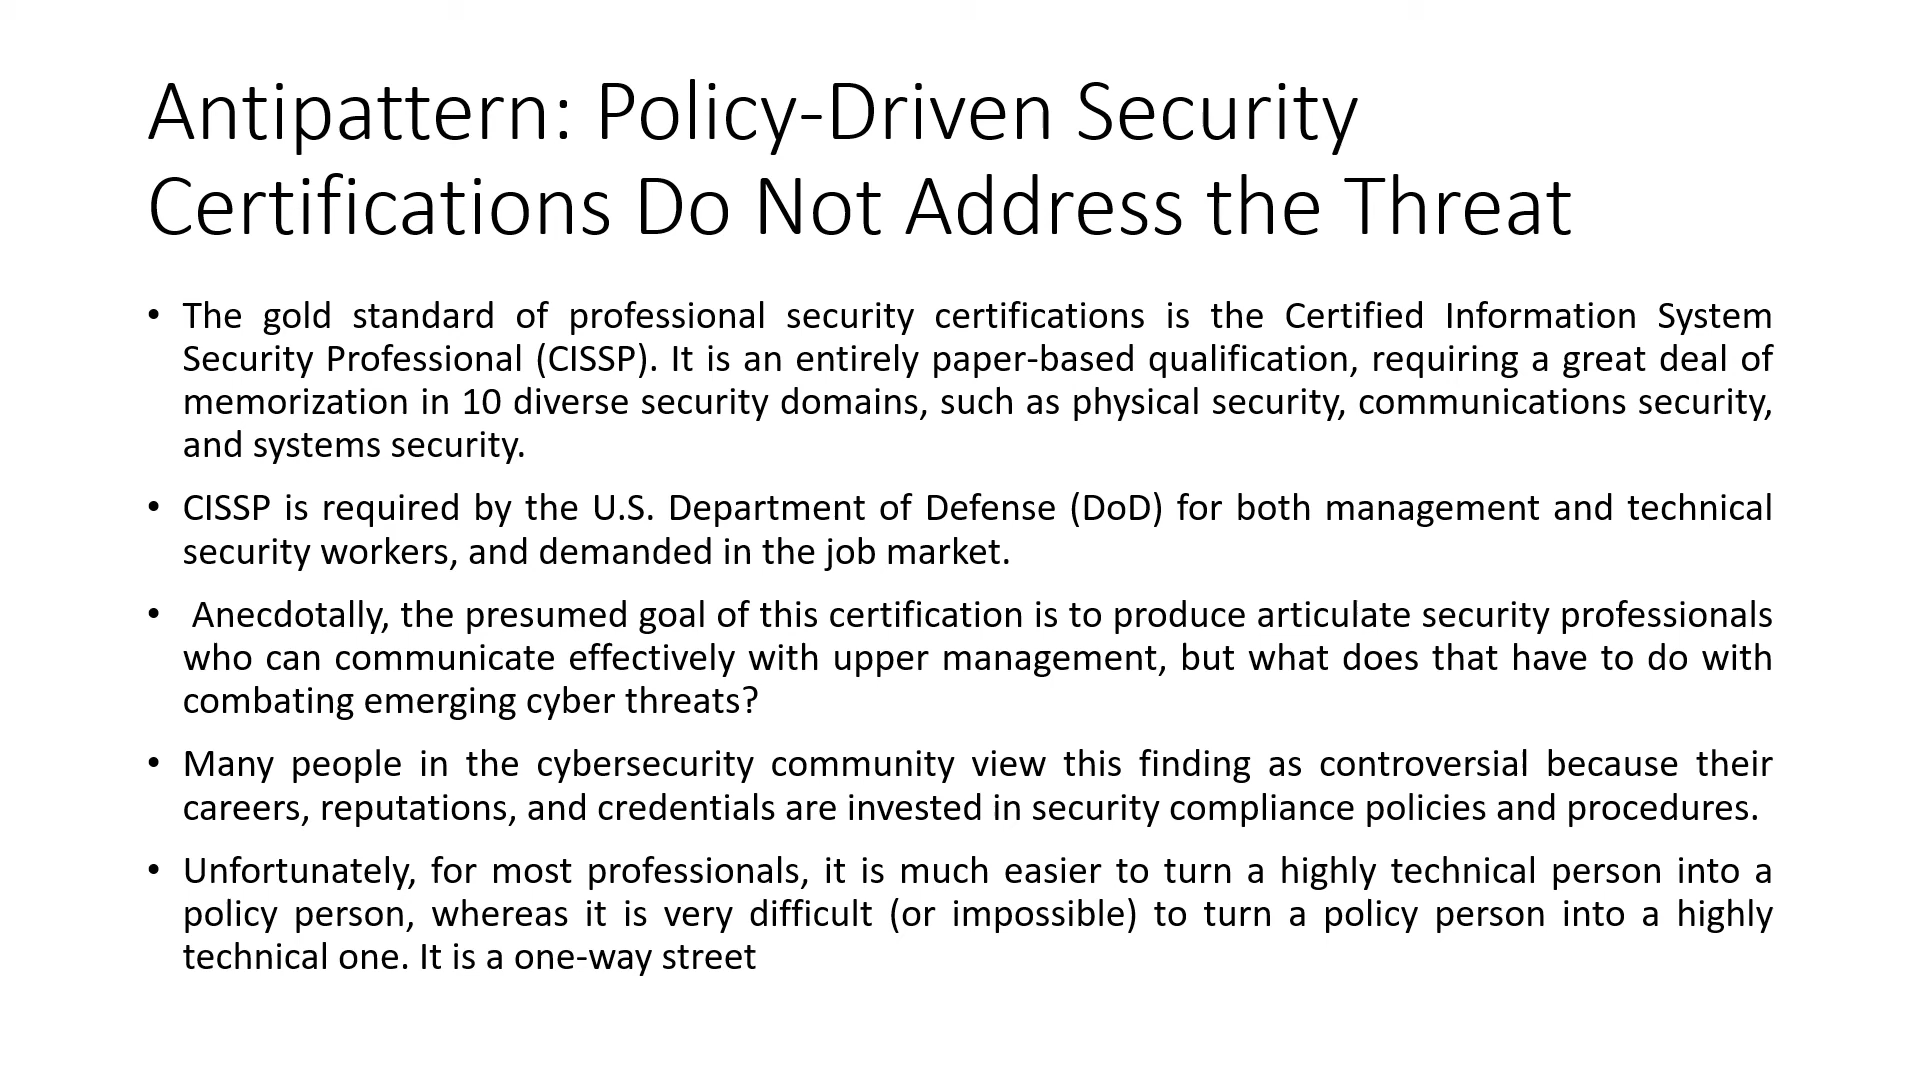 Antipattern: Policy-Driven Security
Certifications Do Not Address the Threat
• The gold standard of professional security certifications is the Certified Information System
Security Professional (CISSP). It is an entirely paper-based qualification, requiring a great deal of
memorization in 10 diverse security domains, such as physical security, communications security,
and systems security.
• CISSP is required by the U.S. Department of Defense (DoD) for both management and technical
security workers, and demanded in the job market.
• Anecdotally, the presumed goal of this certification is to produce articulate security professionals
who can communicate effectively with upper management, but what does that have to do with
combating emerging cyber threats?
• Many people in the cybersecurity community view this finding as controversial because their
careers, reputations, and credentials are invested in security compliance policies and procedures.
• Unfortunately, for most professionals, it is much easier to turn a highly technical person into a
policy person, whereas it is very difficult (or impossible) to turn a policy person into a highly
technical one. It is a one-way street